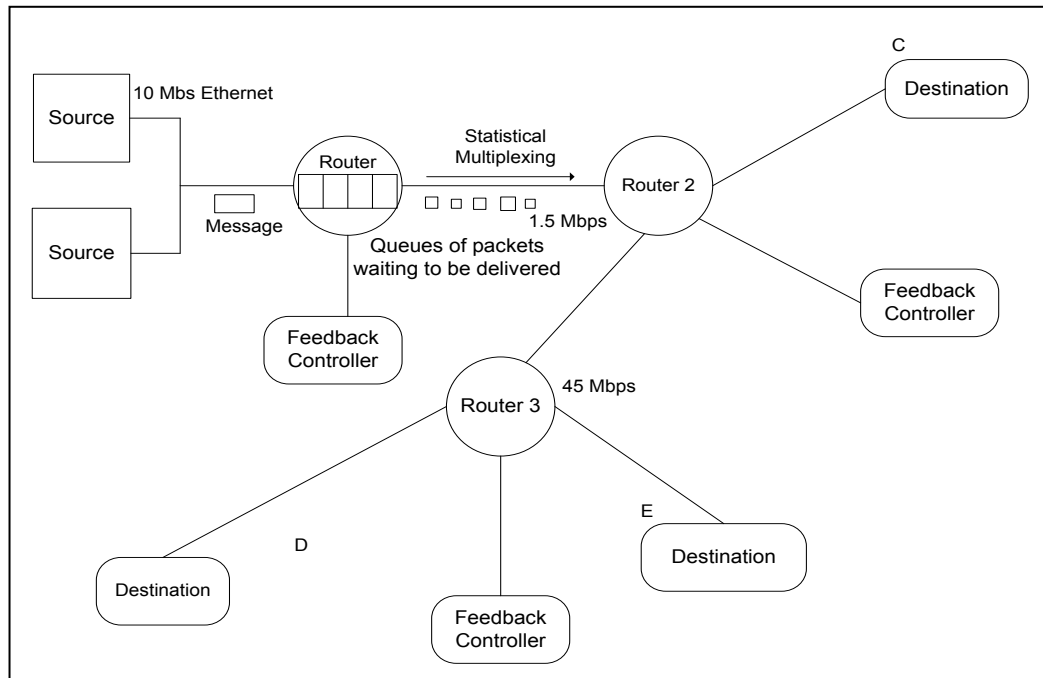 C
10 Mbs Ethernet
Source
Destination
Statistical
Multiplexing
Router
Router 2
Message
1.5 Mbps
Source
Queues of packets
waiting to be delivered
Feedback
Controller
Feedback
Controller
45 Mbps
Router 3
E
D
Destination
Destination
Feedback
Controller